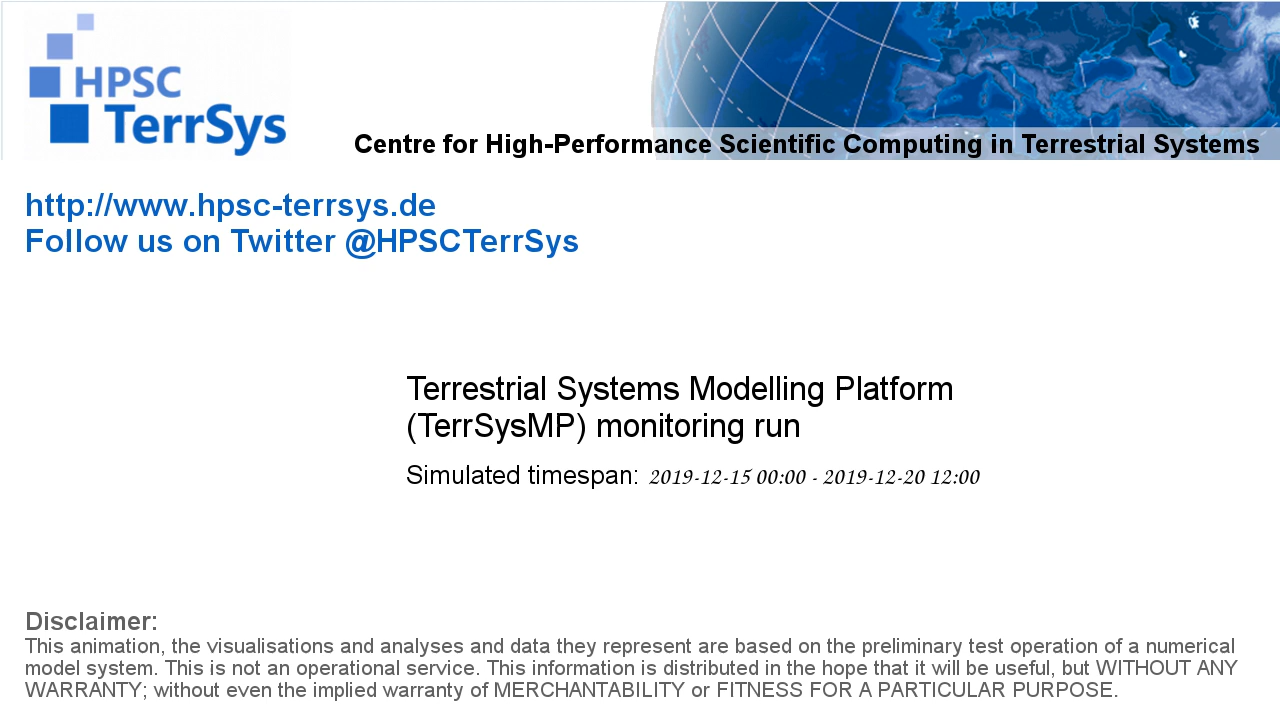 HPSC
TerrSys
Centre for High-Performance Scientific Computing in Terrestrial Systems
http://www.hpsc-terrsys.de
Follow us on Twitter @HPSCTerrSys
Terrestrial Systems Modelling Platform
(TerrSysMP) monitoring run
Simulated timespan: 2019-12-15 00:00 - 2019-12-20 12:00
Disclaimer:
This animation, the visualisations and analyses and data they represent are based on the preliminary test operation of a numerical
model system. This is not an operational service. This information is distributed in the hope that it will be useful, but WITHOUT ANY
WARRANTY; without even the implied warranty of MERCHANTABILITY or FITNESS FOR A PARTICULAR PURPOSE.